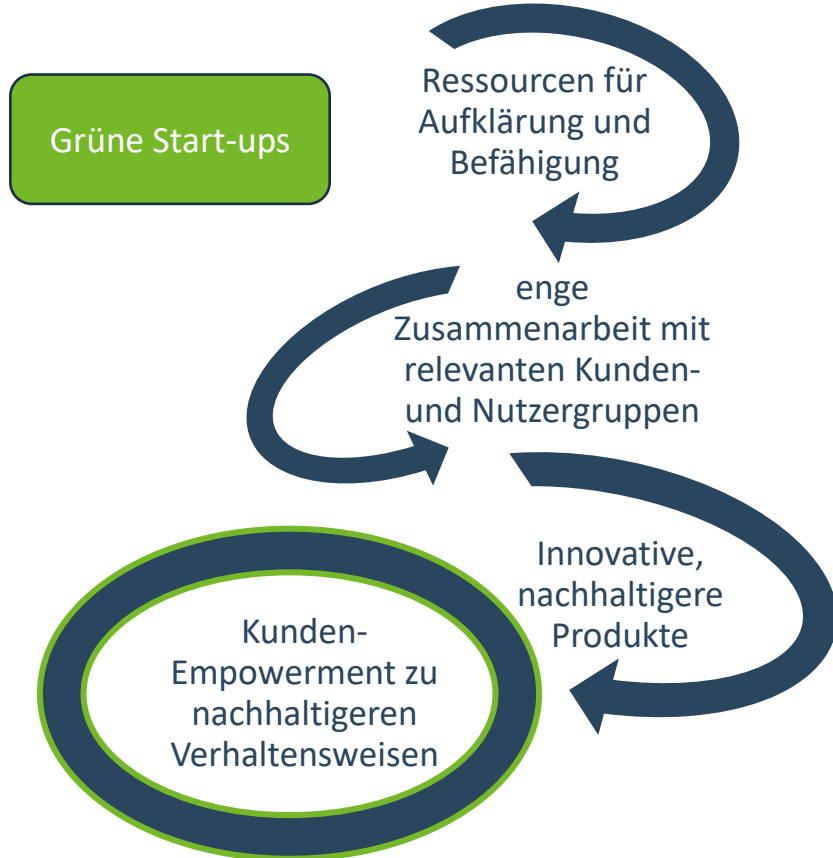 Grüne Start-ups
Ressourcen für
Aufklärung und
Befähigung
enge
Zusammenarbeit mit
relevanten Kunden-
und Nutzergruppen
Innovative,
nachhaltigere
Produkte
Kunden-
Empowerment zu
nachhaltigeren
Verhaltensweisen